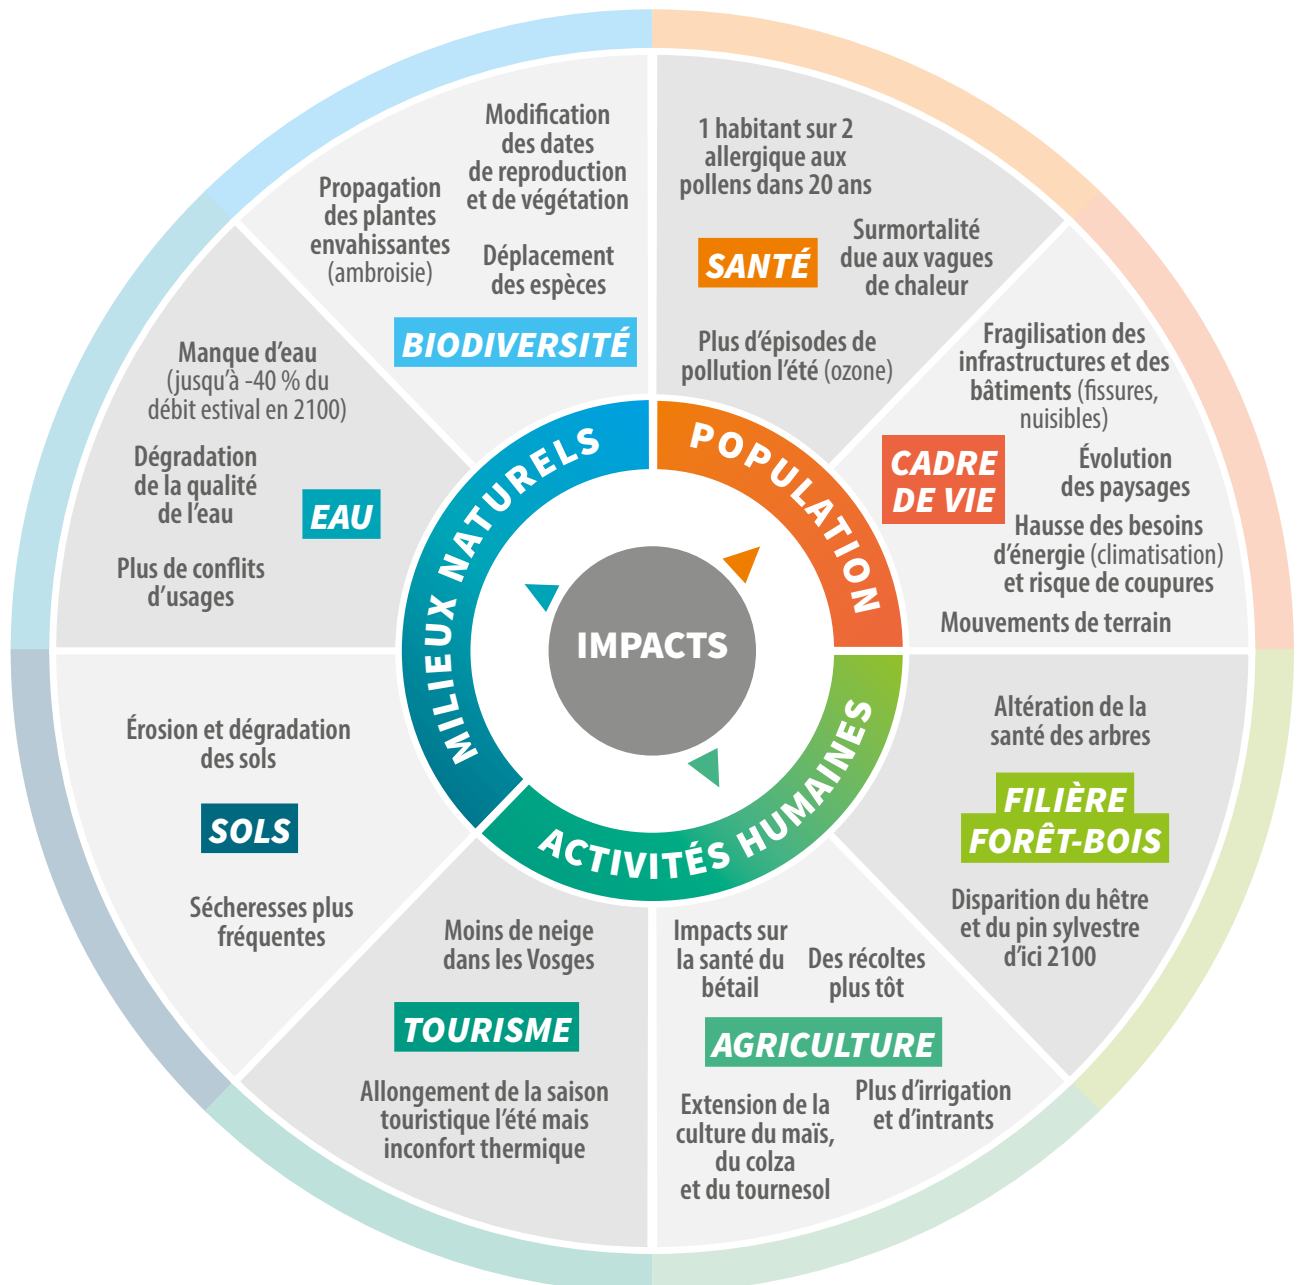 IMPACTS
POPULATION
SANTÉ
1 habitant sur 2
allergique aux
pollens dans 20 ans
Surmortalité
due aux vagues
de chaleur
Plus d’épisodes de
pollution l’été (ozone)
CADRE
DE VIE
Fragilisation des
infrastructures et des
bâtiments (fissures,
nuisibles)
Évolution
des paysages
Hausse des besoins
d’énergie (climatisation)
et risque de coupures
Mouvements de terrain
ACTIVITÉS HUMAINES
Altération de la
santé des arbres
FILIÈRE
FORÊT-BOIS
Disparition du hêtre
et du pin sylvestre
d’ici 2100
Impacts sur
la santé du
bétail
Des récoltes
plus tôt
AGRICULTURE
Extension de la
culture du maïs,
du colza
et du tournesol
Plus d’irrigation
et d’intrants
Moins de neige
dans les Vosges
TOURISME
Allongement de la saison
touristique l’été mais
inconfort thermique
MILIEUX NATURELS
Érosion et dégradation
des sols
SOLS
Sécheresses plus
fréquentes
Manque d’eau
(jusqu’à -40 % du
débit estival en 2100)
Dégradation
de la qualité
de l’eau
EAU
Plus de conflits
d’usages
Modification
des dates
de reproduction
et de végétation
Propagation
des plantes
envahissantes
(ambroisie)
Déplacement
des espèces
BIODIVERSITÉ